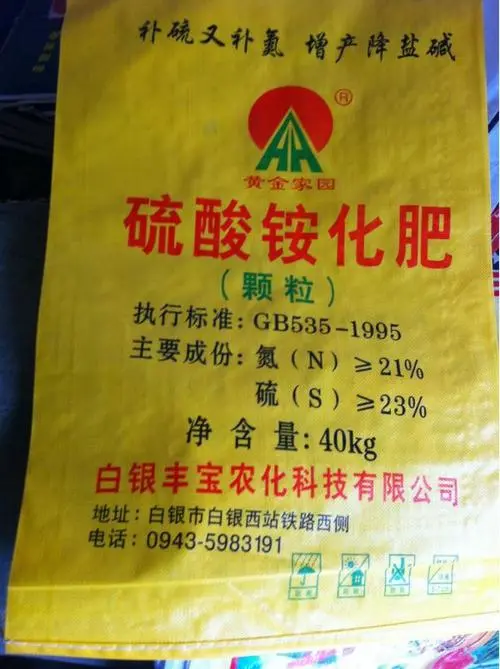 补硫又补氮 增产降盐碱
®
黄金家园
硫酸铵化肥
(颗粒)
执行标准: GB535-1995
主要成份: 氮(N)≥21%
硫(S)≥23%
净含量: 40kg
白银丰宝农化科技有限公司
地址: 白银市白银西站铁路西侧
电话: 0943-5983191